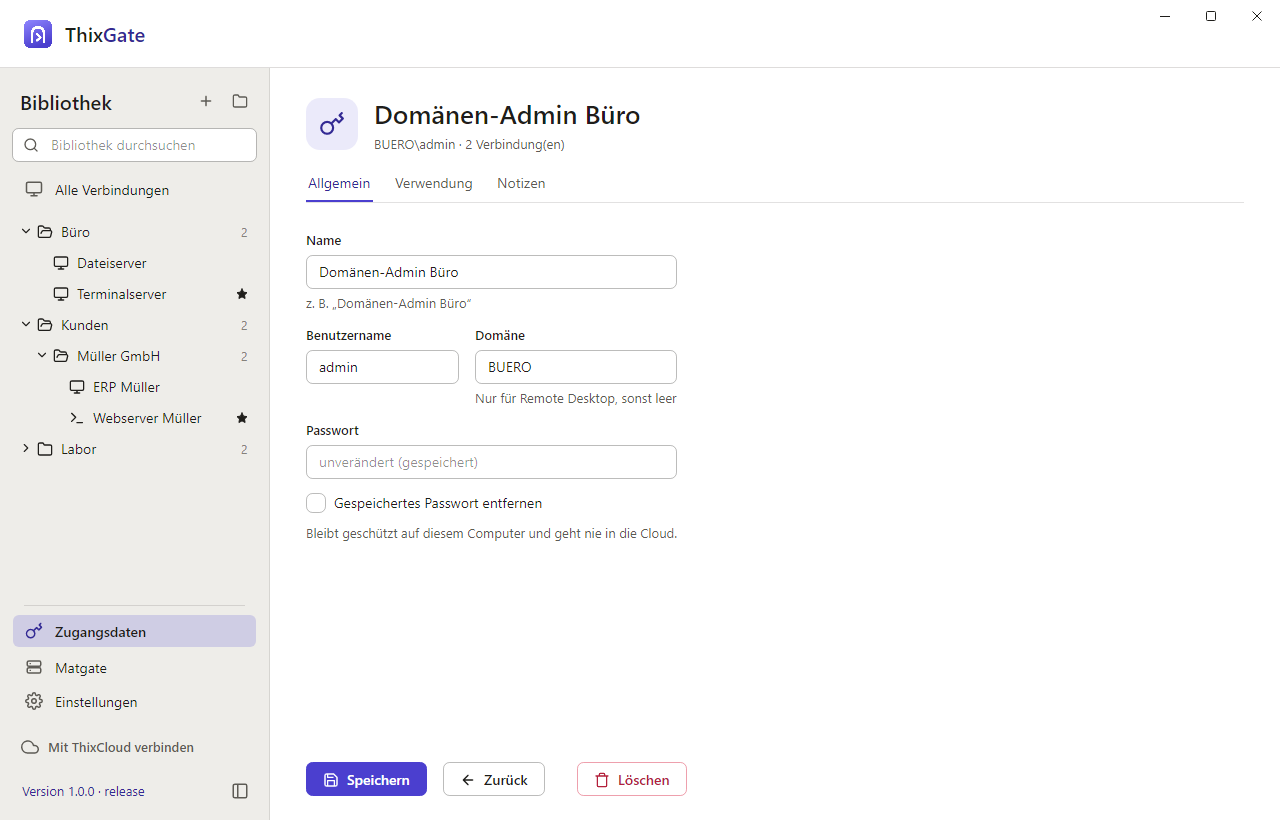 ThixGate
Bibliothek
Bibliothek durchsuchen
Alle Verbindungen
Büro 2
Dateiserver
Terminalserver
Kunden 2
Müller GmbH 2
ERP Müller
Webserver Müller
Labor 2
Zugangsdaten
Matgate
Einstellungen
Mit ThixCloud verbinden
Version 1.0.0 · release
Domänen-Admin Büro
BUERO\admin · 2 Verbindung(en)
Allgemein Verwendung Notizen
Name
Domänen-Admin Büro
z. B. „Domänen-Admin Büro“
Benutzername Domäne
admin BUERO
Nur für Remote Desktop, sonst leer
Passwort
unverändert (gespeichert)
Gespeichertes Passwort entfernen
Bleibt geschützt auf diesem Computer und geht nie in die Cloud.
Speichern Zurück Löschen